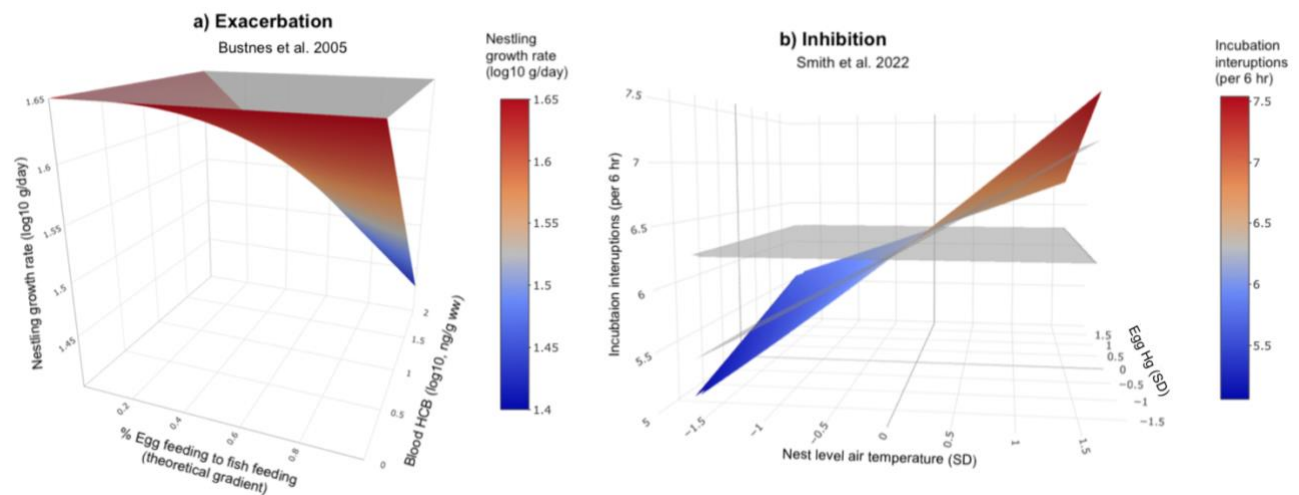 a) Exacerbation
Bustnes et al. 2005
Nestling
growth rate
(log10 g/day)
1.65
1.6
1.55
1.5
1.45
1.4
Nestling growth rate (log10 g/day)
1.65
1.6
1.55
1.5
1.45
0.2
0.4
0.6
0.8
% Egg feeding to fish feeding
(theoretical gradient)
2
1.5
1
0.5
0
Blood HCB (log10, ng/g ww)
b) Inhibition
Smith et al. 2022
Incubation
interuptions
(per 6 hr)
7.5
7
6.5
6
5.5
Incubtaion interuptions (per 6 hr)
7.5
7
6.5
6
5.5
5
−1.5
−1
−0.5
0
0.5
1
1.5
Nest level air temperature (SD)
1.5
1
0.5
0
−0.5
−1
−1.5
Egg Hg (SD)